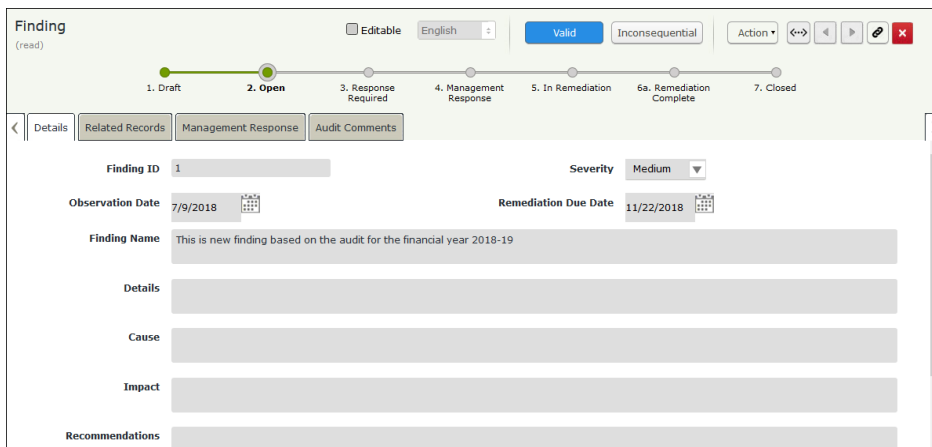 Finding
(read)
Editable
English
Valid
Inconsequential
Action
1. Draft
2. Open
3. Response
Required
4. Management
Response
5. In Remediation
6a. Remediation
Complete
7. Closed
Details
Related Records
Management Response
Audit Comments
Finding ID 1
Severity Medium
Observation Date 7/9/2018
Remediation Due Date 11/22/2018
Finding Name This is new finding based on the audit for the financial year 2018-19
Details
Cause
Impact
Recommendations